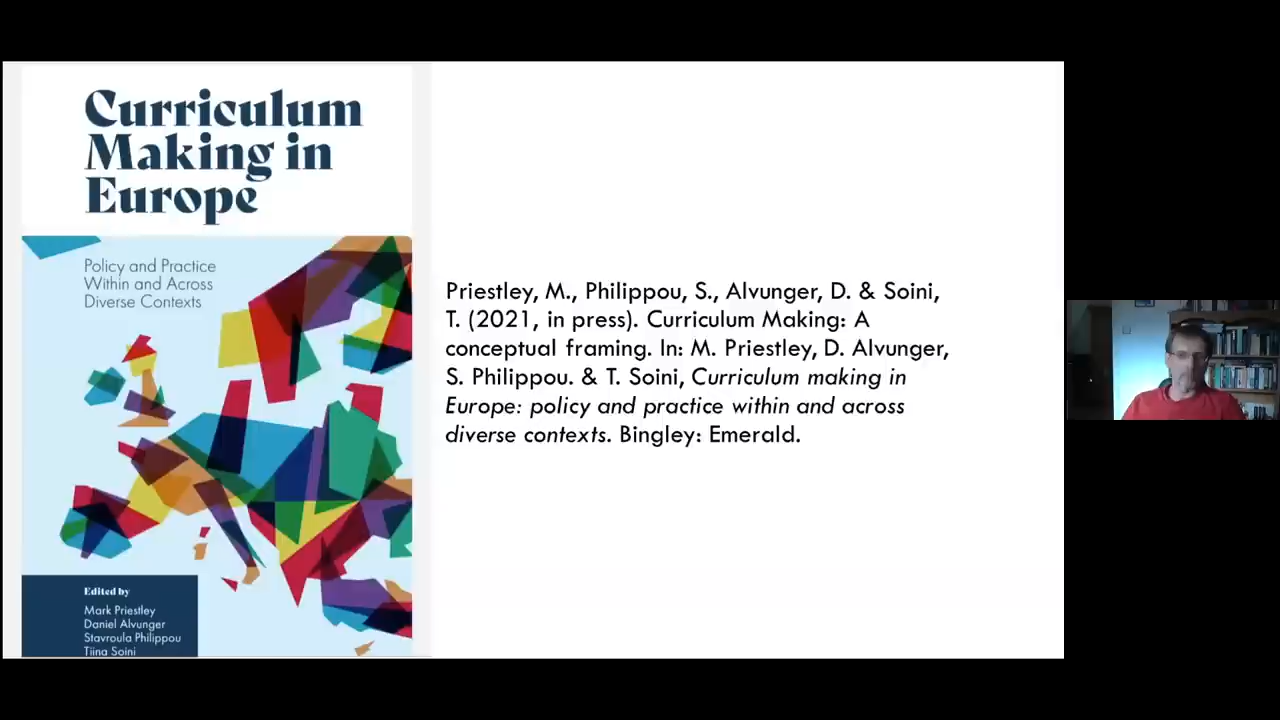 Curriculum
Making in
Europe
Policy and Practice
Within and Across
Diverse Contexts
Edited by
Mark Priestley
Daniel Alvunger
Stavroula Philippou
Tiina Soini
Priestley, M., Philippou, S., Alvunger, D. & Soini,
T. (2021, in press). Curriculum Making: A
conceptual framing. In: M. Priestley, D. Alvunger,
S. Philippou. & T. Soini, Curriculum making in
Europe: policy and practice within and across
diverse contexts. Bingley: Emerald.